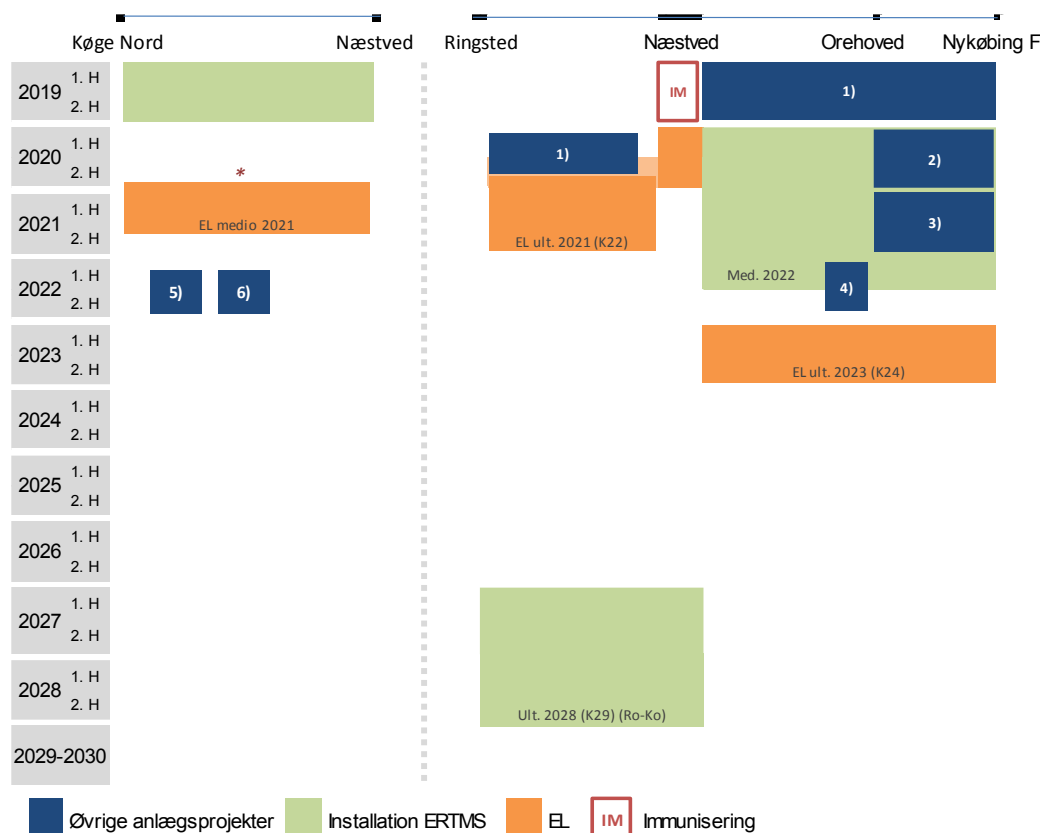 Køge Nord Næstved Ringsted Næstved Orehoved Nykøbing F
2019 1. H
2. H
IM
1)
2020 1. H
2. H
*
1)
2)
2021 1. H
2. H
EL medio 2021
EL ult. 2021 (K22)
3)
2022 1. H
2. H
5)
6)
Med. 2022
4)
2023 1. H
2. H
EL ult. 2023 (K24)
2024 1. H
2. H
2025 1. H
2. H
2026 1. H
2. H
2027 1. H
2. H
2028 1. H
2. H
Ult. 2028 (K29) (Ro-Ko)
2029-2030
Øvrige anlægsprojekter Installation ERTMS EL IM Immunisering